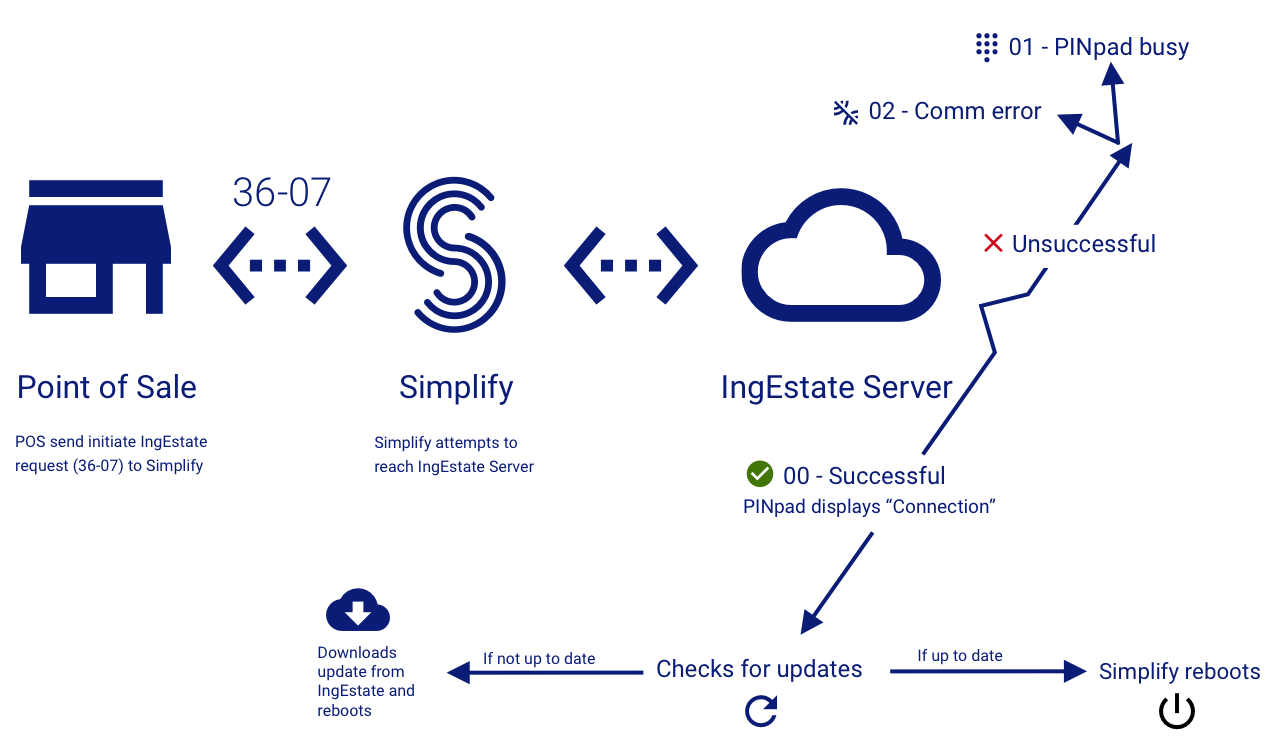 01 - PINpad busy
02 - Comm error
36-07
Unsuccessful
Point of Sale
Simplify
IngEstate Server
POS send initiate IngEstate
request (36-07) to Simplify
Simplify attempts to
reach IngEstate Server
00 - Successful
PINpad displays “Connection”
Downloads
update from
IngEstate and
reboots
If not up to date
Checks for updates
If up to date
Simplify reboots